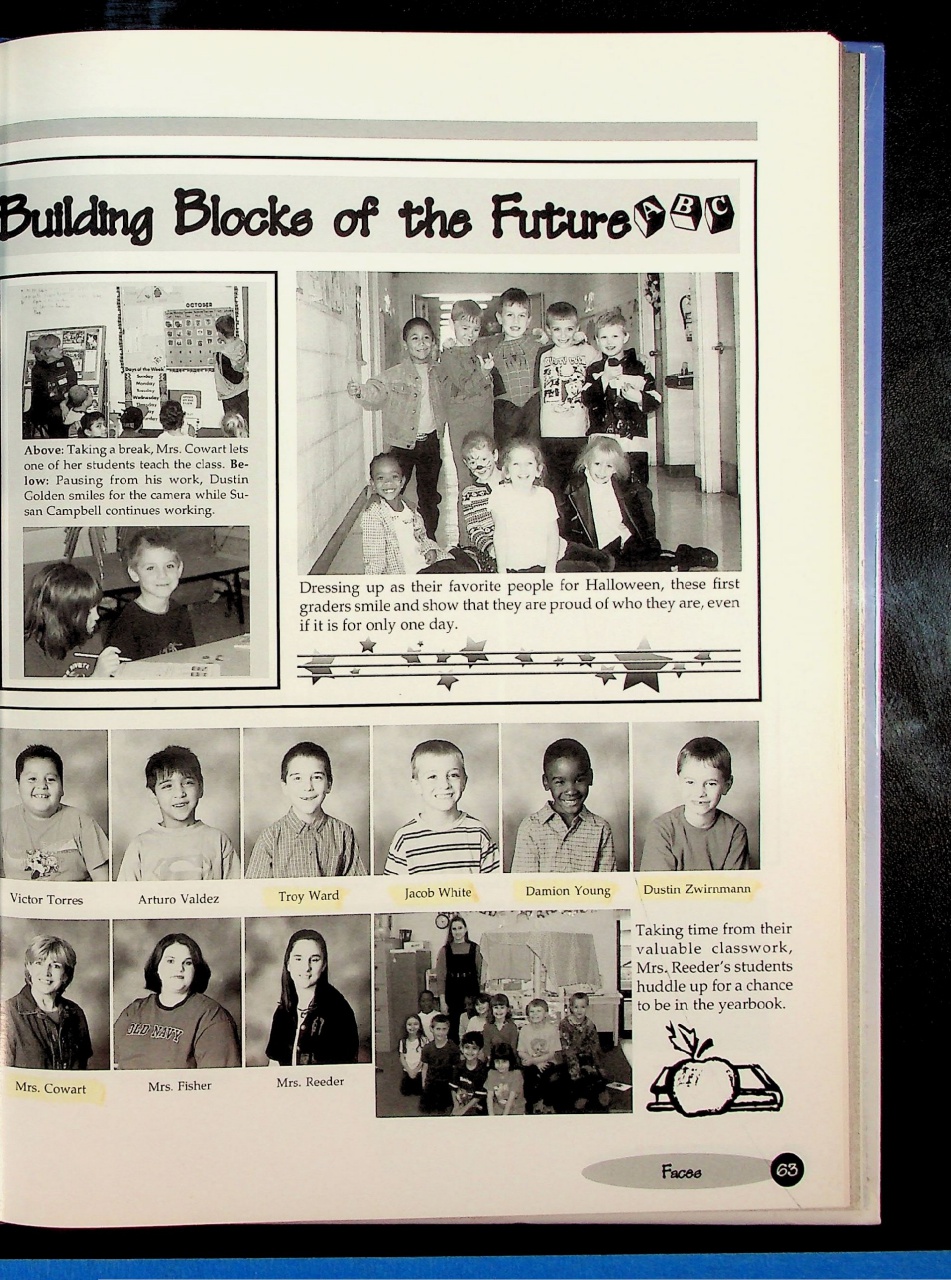 Building Blocks of the Future ABC
OCTOBER
Days of the Week
Sunday
Monday
Tuesday
Wednesday
Thursday
Above: Taking a break, Mrs. Cowart lets
one of her students teach the class. Be-
low: Pausing from his work, Dustin
Golden smiles for the camera while Su-
san Campbell continues working.
Dressing up as their favorite people for Halloween, these first
graders smile and show that they are proud of who they are, even
if it is for only one day.
Victor Torres
Arturo Valdez
Troy Ward
Jacob White
Damion Young
Dustin Zwirnmann
OLD NAVY
Mrs. Cowart
Mrs. Fisher
Mrs. Reeder
Taking time from their
valuable classwork,
Mrs. Reeder's students
huddle up for a chance
to be in the yearbook.
Faces 63